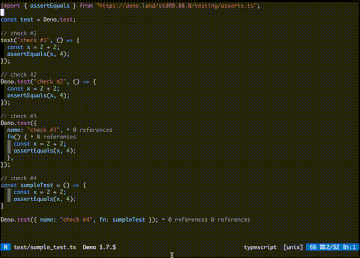 import { assertEquals } from "https://deno.land/std@0.88.0/testing/asserts.ts";
const test = Deno.test;
// check #1
test("check #1", () => {
const x = 2 + 2;
assertEquals(x, 4);
});
// check #2
Deno.test("check #2", () => {
const x = 2 + 2;
assertEquals(x, 4);
});
// check #3
Deno.test({
name: "check #3", * 0 references
fn() { * 0 references
const x = 2 + 2;
assertEquals(x, 4);
},
});
// check #4
const sampleTest = () => {
const x = 2 + 2;
assertEquals(x, 4);
}
Deno.test({ name: "check #4", fn: sampleTest }); * 0 references 0 references
N test/sample_test.ts Deno 1.7.5 typescript [unix] 6% 2/32 1